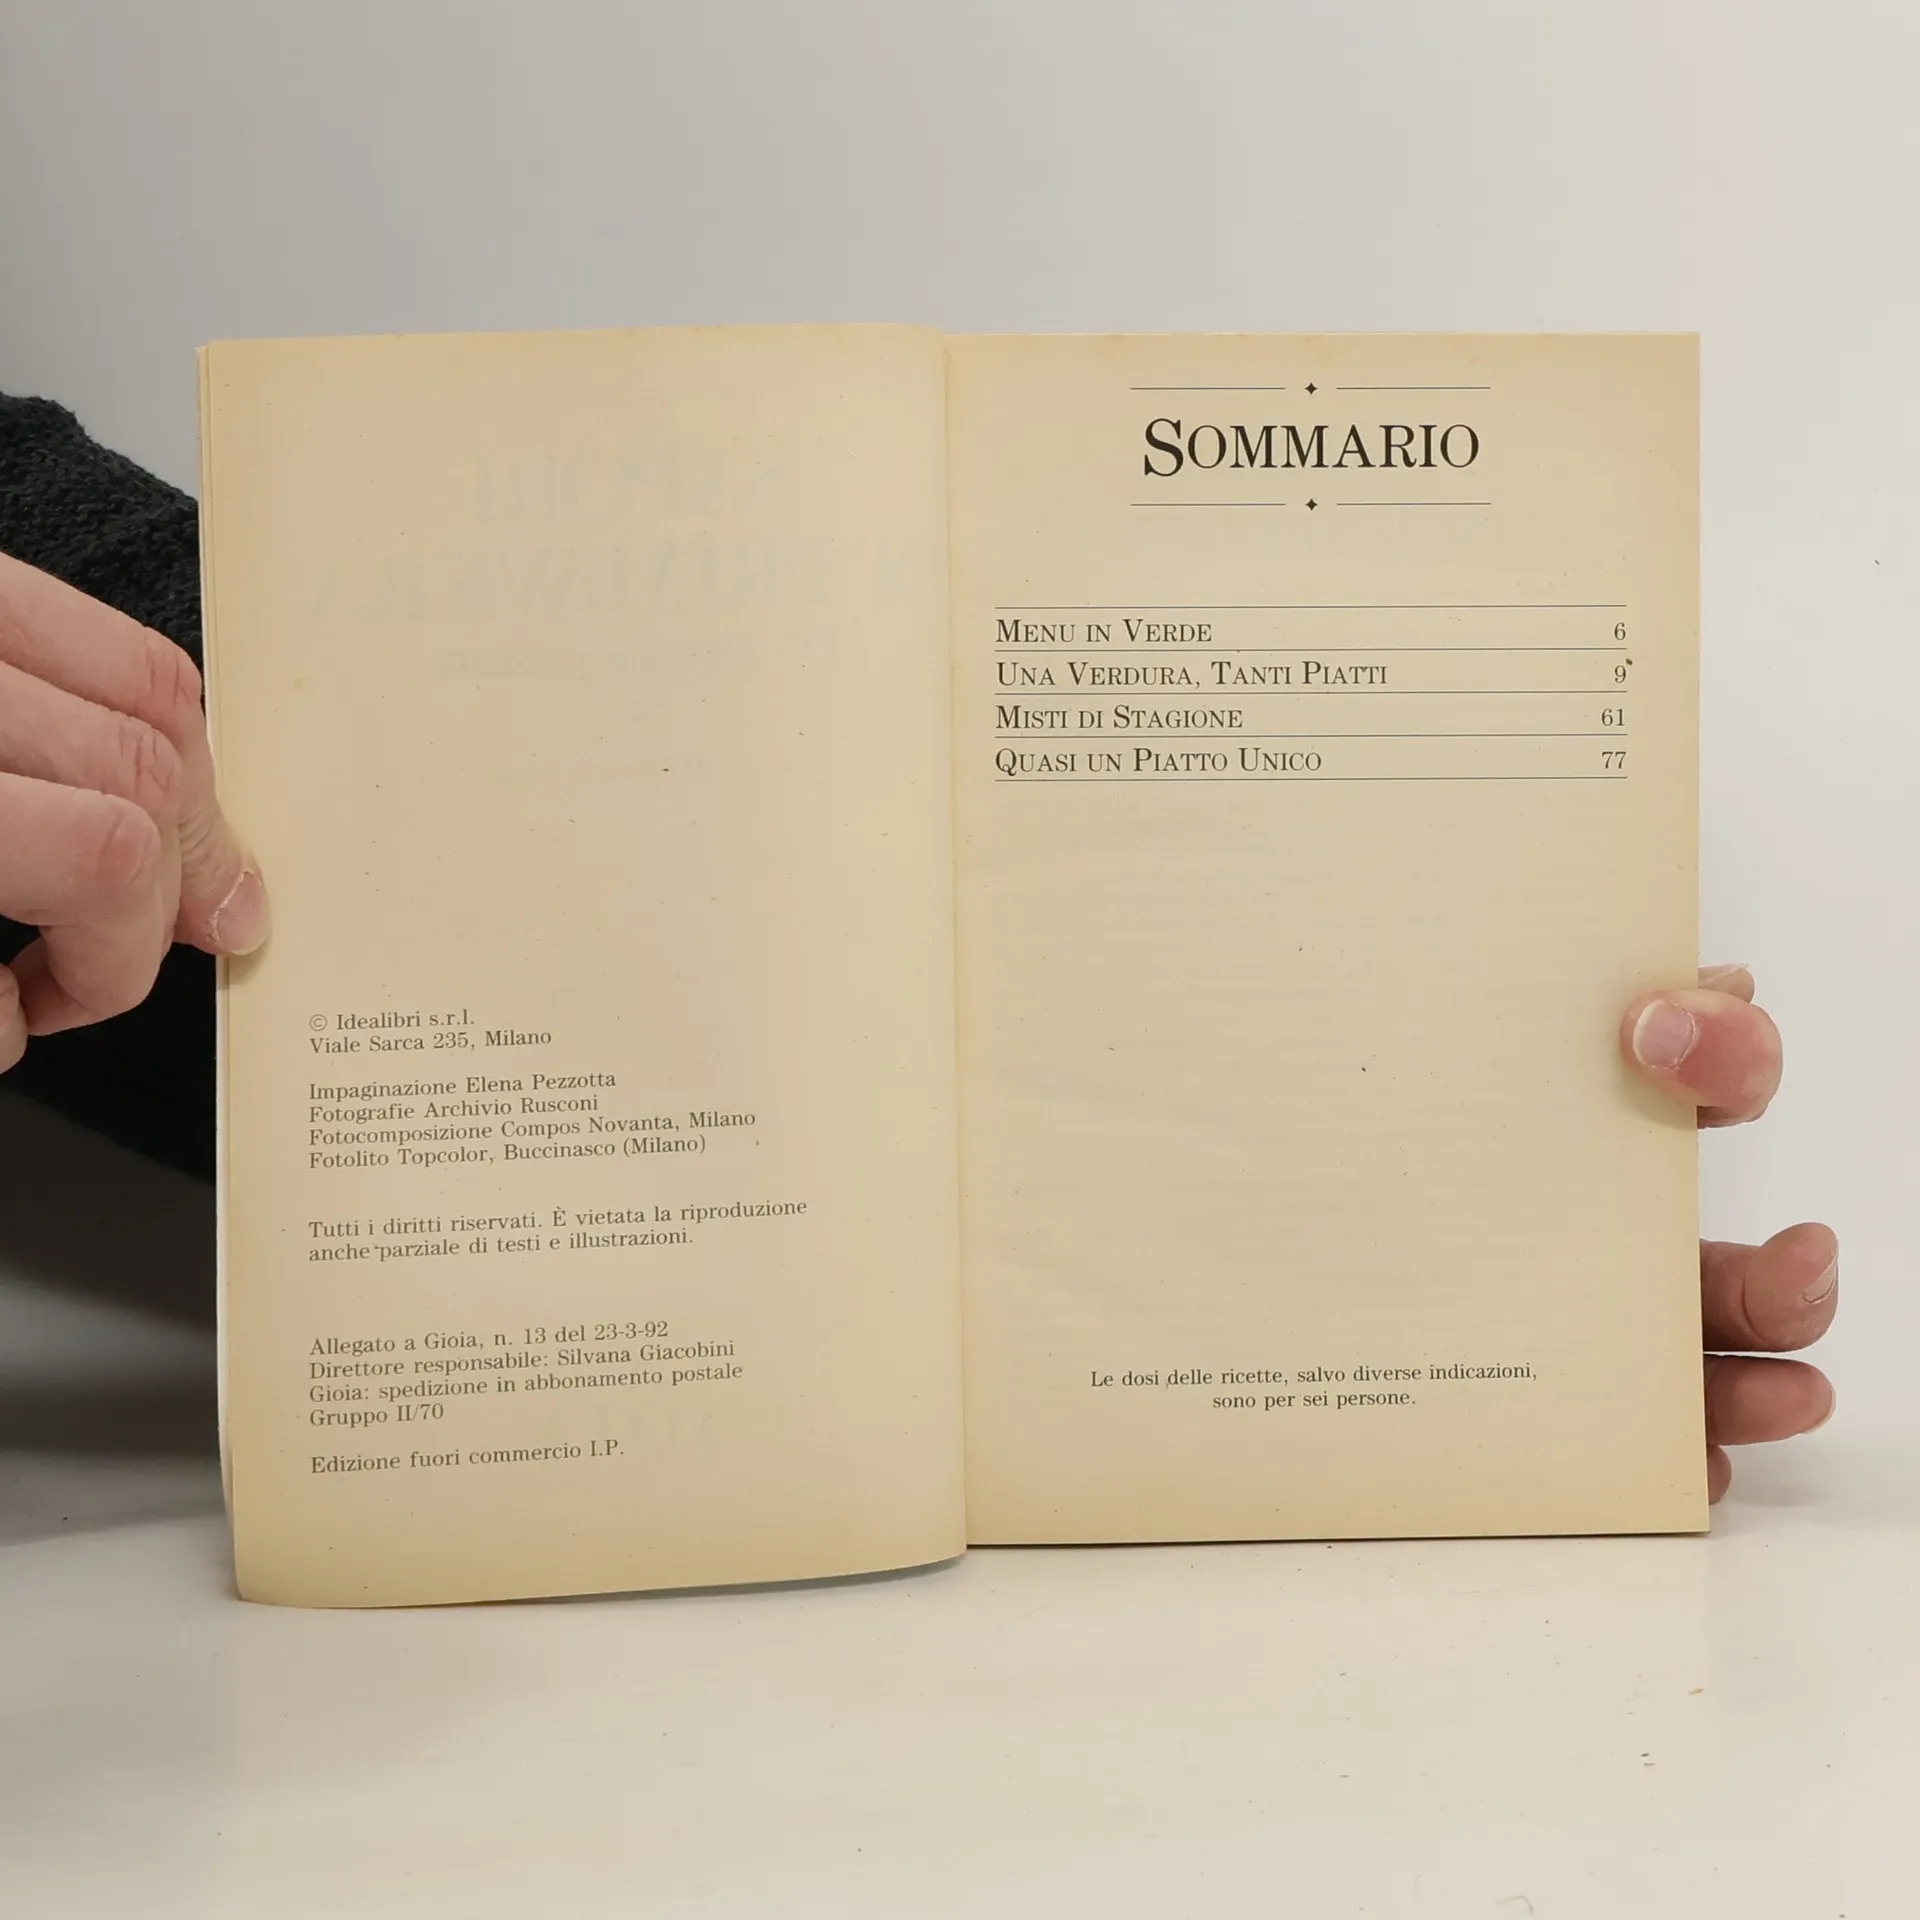 © Idealibri s.r.l.
Viale Sarca 235, Milano
Impaginazione Elena Pezzotta
Fotografie Archivio Rusconi
Fotocomposizione Compos Novanta, Milano
Fotolito Topcolor, Buccinasco (Milano)
Tutti i diritti riservati. È vietata la riproduzione
anche parziale di testi e illustrazioni.
Allegato a Gioia, n. 13 del 23-3-92
Direttore responsabile: Silvana Giacobini
Gioia: spedizione in abbonamento postale
Gruppo II/70
Edizione fuori commercio I.P.
SOMMARIO
MENU IN VERDE 6
UNA VERDURA, TANTI PIATTI 9
MISTI DI STAGIONE 61
QUASI UN PIATTO UNICO 77
Le dosi delle ricette, salvo diverse indicazioni,
sono per sei persone.